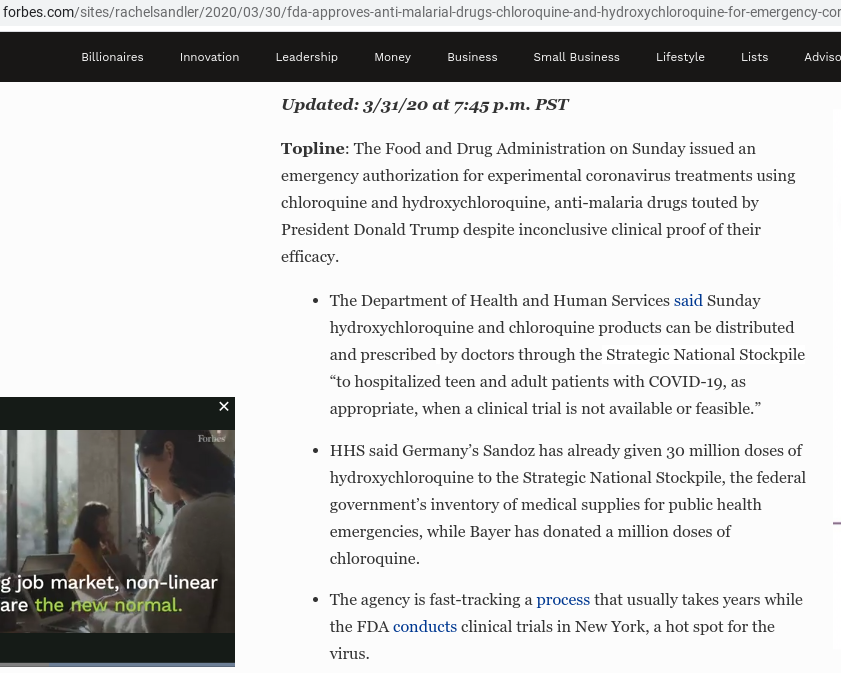 forbes.com/sites/rachelsandler/2020/03/30/fda-approves-anti-malarial-drugs-chloroquine-and-hydroxychloroquine-for-emergency-cor
Billionaires Innovation Leadership Money Business Small Business Lifestyle Lists Adviso
Updated: 3/31/20 at 7:45 p.m. PST
Topline: The Food and Drug Administration on Sunday issued an
emergency authorization for experimental coronavirus treatments using
chloroquine and hydroxychloroquine, anti-malaria drugs touted by
President Donald Trump despite inconclusive clinical proof of their
efficacy.
• The Department of Health and Human Services said Sunday
hydroxychloroquine and chloroquine products can be distributed
and prescribed by doctors through the Strategic National Stockpile
“to hospitalized teen and adult patients with COVID-19, as
appropriate, when a clinical trial is not available or feasible.”
• HHS said Germany’s Sandoz has already given 30 million doses of
hydroxychloroquine to the Strategic National Stockpile, the federal
government’s inventory of medical supplies for public health
emergencies, while Bayer has donated a million doses of
chloroquine.
• The agency is fast-tracking a process that usually takes years while
the FDA conducts clinical trials in New York, a hot spot for the
virus.
Forbes
g job market, non-linear
are the new normal.